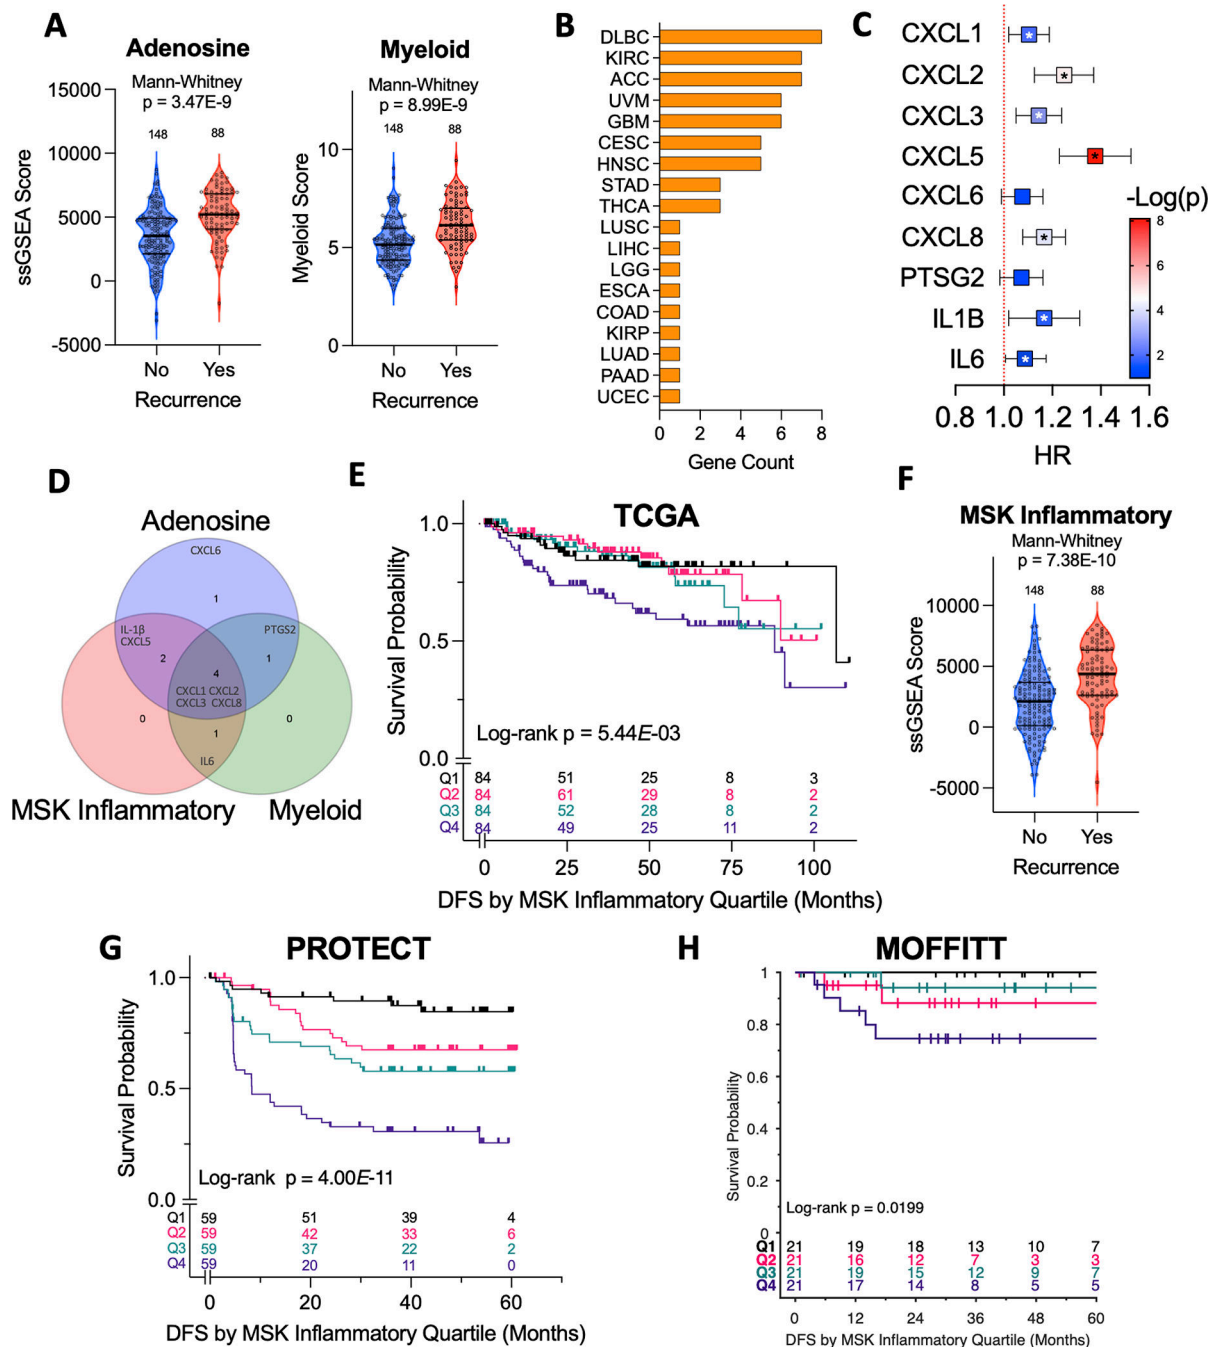 A
Adenosine
Mann-Whitney
p = 3.47E-9
148
88
15000
10000
5000
0
-5000
ssGSEA Score
No
Yes
Recurrence
Myeloid
Mann-Whitney
p = 8.99E-9
148
88
10
5
0
Myeloid Score
No
Yes
Recurrence
B
DLBC
KIRC
ACC
UVM
GBM
CESC
HNSC
STAD
THCA
LUSC
LIHC
LGG
ESCA
COAD
KIRP
LUAD
PAAD
UCEC
0 2 4 6 8
Gene Count
C
CXCL1
*
CXCL2
*
CXCL3
*
CXCL5
*
CXCL6
CXCL8
*
PTSG2
IL1B
*
IL6
*
-Log(p)
8
6
4
2
0.8 1.0 1.2 1.4 1.6
HR
D
Adenosine
CXCL6
1
IL-1β
CXCL5
2
PTGS2
1
4
CXCL1 CXCL2
CXCL3 CXCL8
0
0
1
IL6
MSK Inflammatory
Myeloid
E
TCGA
1.0
0.5
0.0
Survival Probability
Log-rank p = 5.44E-03
Q1 84 51 25 8 3
Q2 84 61 29 8 2
Q3 84 52 28 8 2
Q4 84 49 25 11 2
0 25 50 75 100
DFS by MSK Inflammatory Quartile (Months)
F
MSK Inflammatory
Mann-Whitney
p = 7.38E-10
148
88
10000
5000
0
-5000
ssGSEA Score
No
Yes
Recurrence
G
PROTECT
1.0
0.5
0.0
Survival Probability
Log-rank p = 4.00E-11
Q1 59 51 39 4
Q2 59 42 33 6
Q3 59 37 22 2
Q4 59 20 11 0
0 20 40 60
DFS by MSK Inflammatory Quartile (Months)
H
MOFFITT
1
0.8
0.6
0.4
0.2
0
Survival Probability
Log-rank p = 0.0199
Q1 21 19 18 13 10 7
Q2 21 16 12 7 3 3
Q3 21 19 15 12 9 7
Q4 21 17 14 8 5 5
0 12 24 36 48 60
DFS by MSK Inflammatory Quartile (Months)